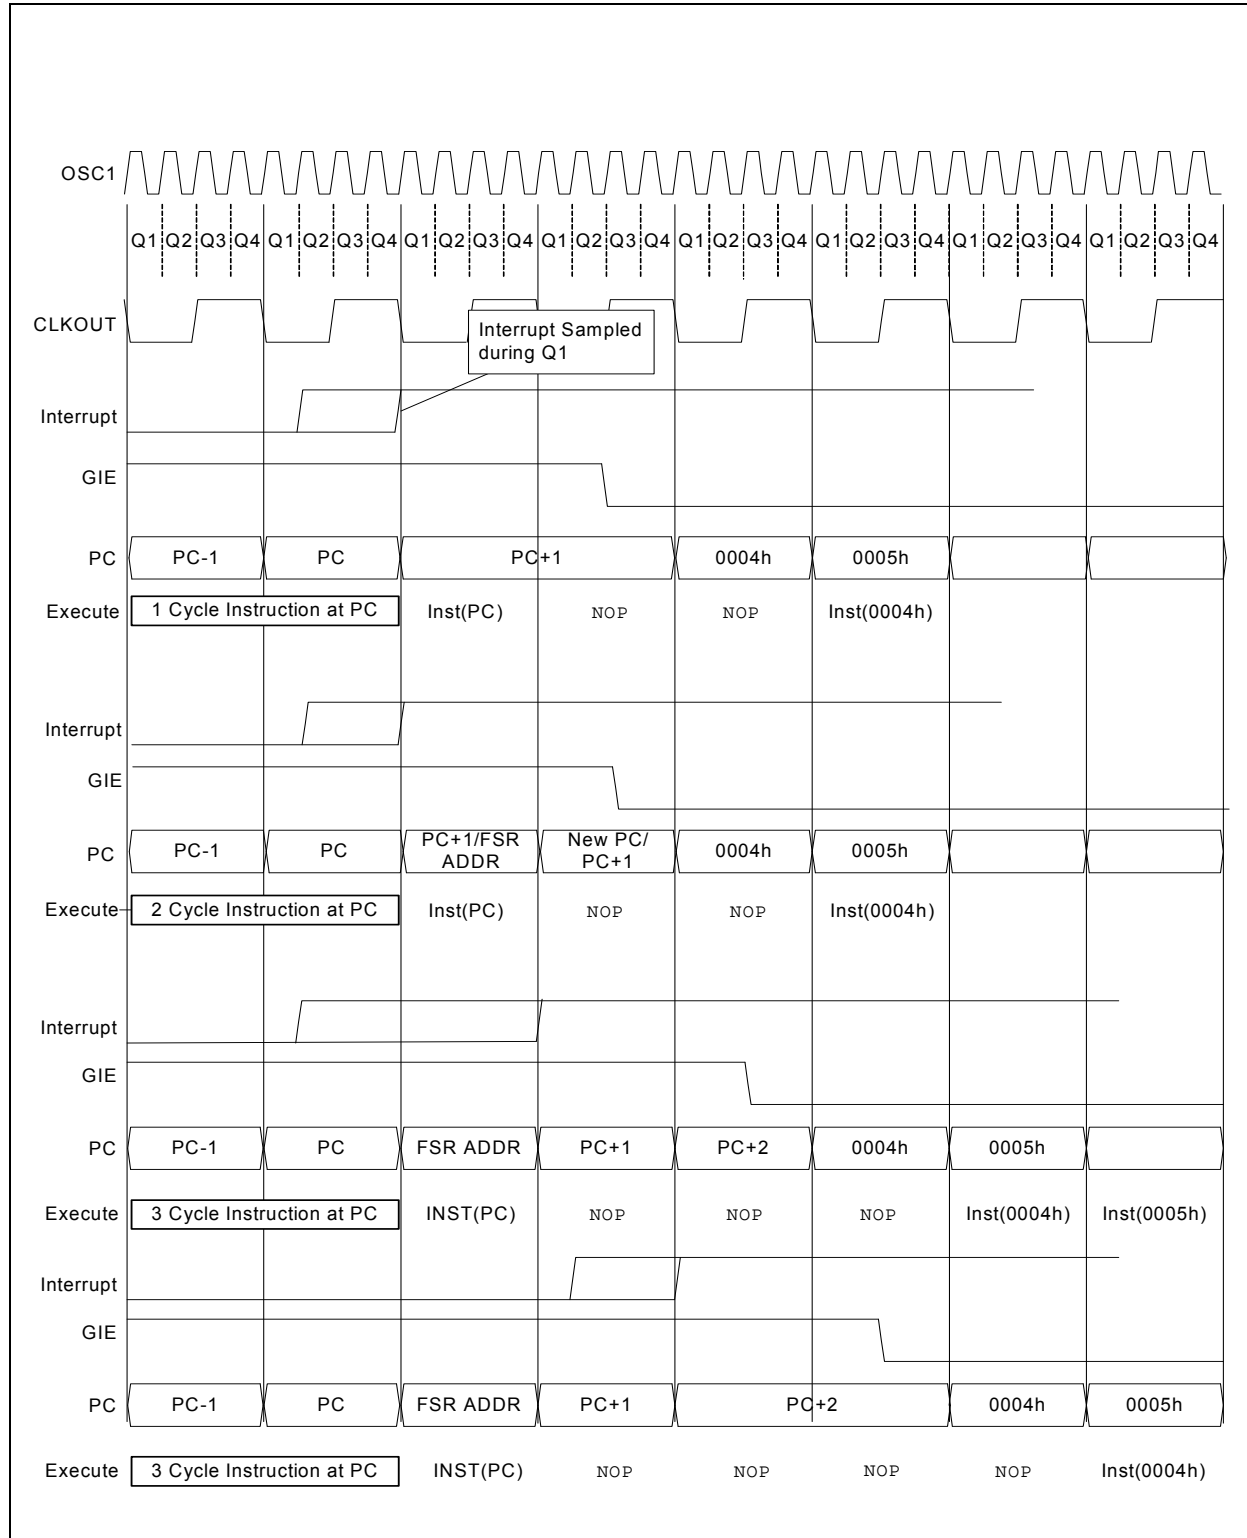 OSC1
Q1 Q2 Q3 Q4 Q1 Q2 Q3 Q4 Q1 Q2 Q3 Q4 Q1 Q2 Q3 Q4 Q1 Q2 Q3 Q4 Q1 Q2 Q3 Q4 Q1 Q2 Q3 Q4 Q1 Q2 Q3 Q4
CLKOUT
Interrupt Sampled
during Q1
Interrupt
GIE
PC PC-1 PC PC+1 0004h 0005h
Execute 1 Cycle Instruction at PC Inst(PC) NOP NOP Inst(0004h)
Interrupt
GIE
PC PC-1 PC PC+1/FSR ADDR New PC/ PC+1 0004h 0005h
Execute 2 Cycle Instruction at PC Inst(PC) NOP NOP Inst(0004h)
Interrupt
GIE
PC PC-1 PC FSR ADDR PC+1 PC+2 0004h 0005h
Execute 3 Cycle Instruction at PC INST(PC) NOP NOP NOP Inst(0004h) Inst(0005h)
Interrupt
GIE
PC PC-1 PC FSR ADDR PC+1 PC+2 0004h 0005h
Execute 3 Cycle Instruction at PC INST(PC) NOP NOP NOP NOP Inst(0004h)